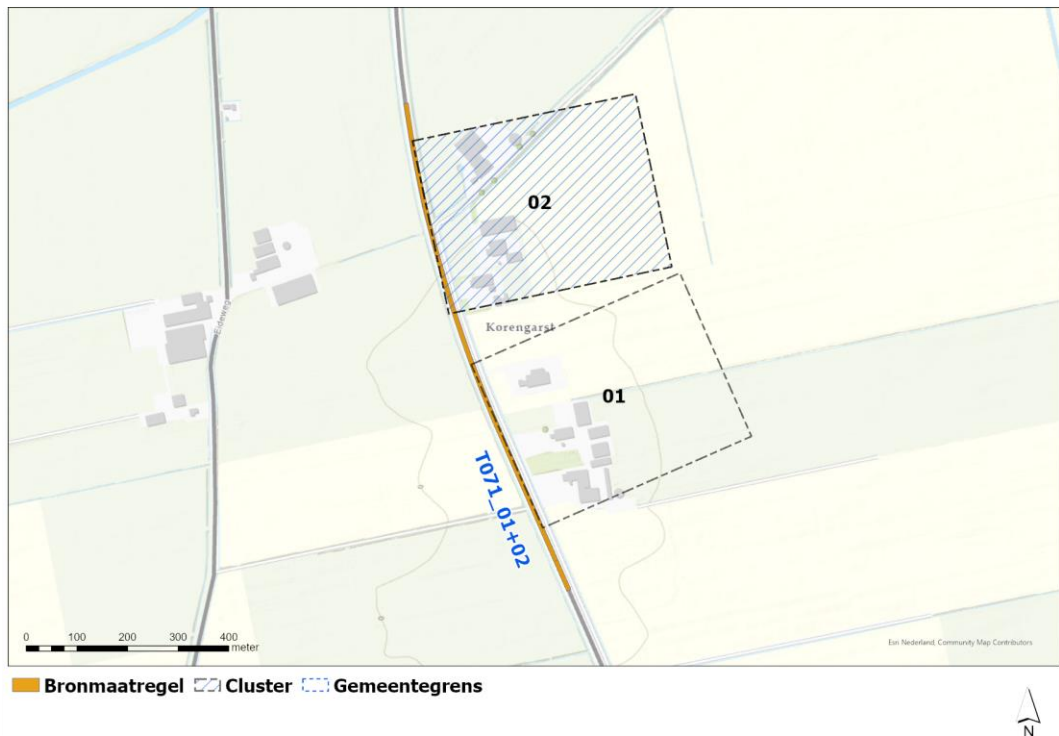 02
Eideweg
Korengarst
01
T071_01+02
0 100 200 300 400
meter
Esri Nederland, Community Map Contributors
Bronmaatregel Cluster Gemeentegrens
N